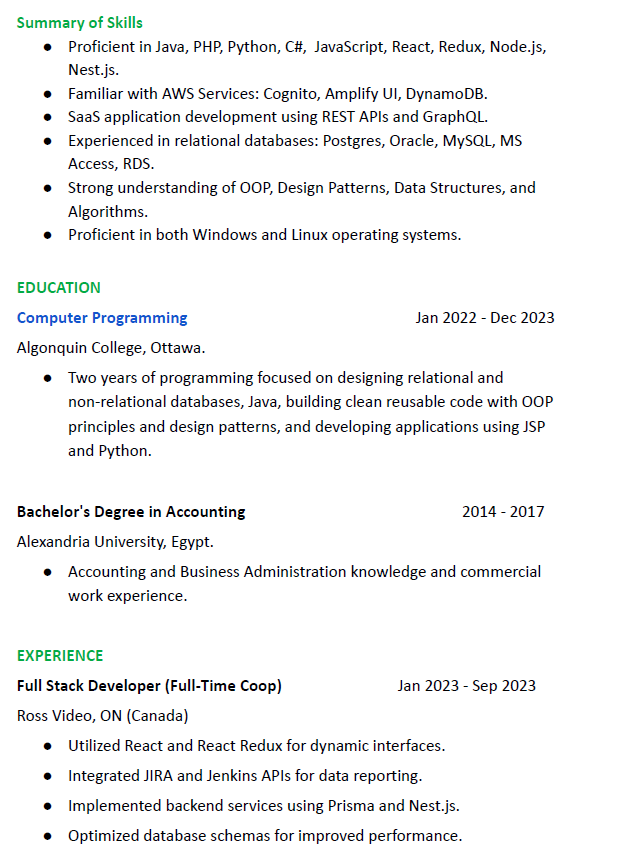 Summary of Skills
● Proficient in Java, PHP, Python, C#, JavaScript, React, Redux, Node.js,
Nest.js.
● Familiar with AWS Services: Cognito, Amplify UI, DynamoDB.
● SaaS application development using REST APIs and GraphQL.
● Experienced in relational databases: Postgres, Oracle, MySQL, MS
Access, RDS.
● Strong understanding of OOP, Design Patterns, Data Structures, and
Algorithms.
● Proficient in both Windows and Linux operating systems.
EDUCATION
Computer Programming Jan 2022 - Dec 2023
Algonquin College, Ottawa.
● Two years of programming focused on designing relational and
non-relational databases, Java, building clean reusable code with OOP
principles and design patterns, and developing applications using JSP
and Python.
Bachelor's Degree in Accounting 2014 - 2017
Alexandria University, Egypt.
● Accounting and Business Administration knowledge and commercial
work experience.
EXPERIENCE
Full Stack Developer (Full-Time Coop) Jan 2023 - Sep 2023
Ross Video, ON (Canada)
● Utilized React and React Redux for dynamic interfaces.
● Integrated JIRA and Jenkins APIs for data reporting.
● Implemented backend services using Prisma and Nest.js.
● Optimized database schemas for improved performance.